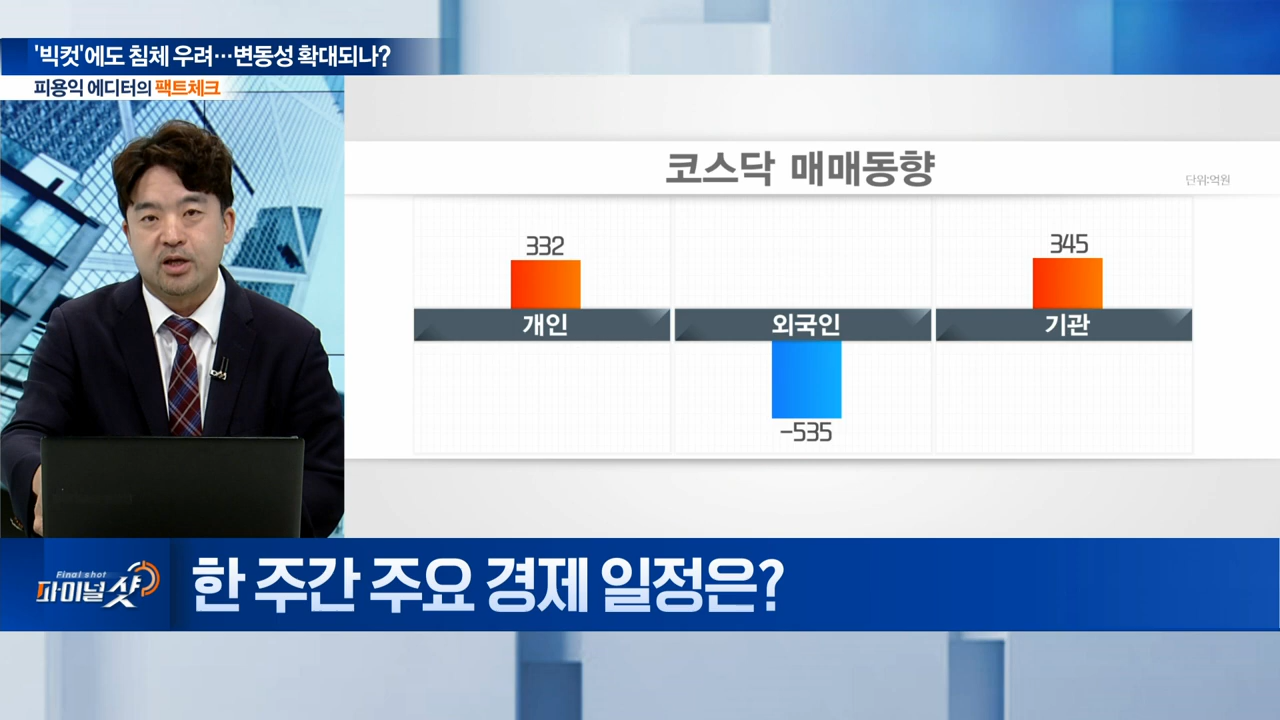 '빅컷'에도 침체 우려…변동성 확대되나?
피용익 에디터의 팩트체크
코스닥 매매동향
단위:억원
332
345
개인
외국인
기관
-535
Final shot
파이널샷
한 주간 주요 경제 일정은?